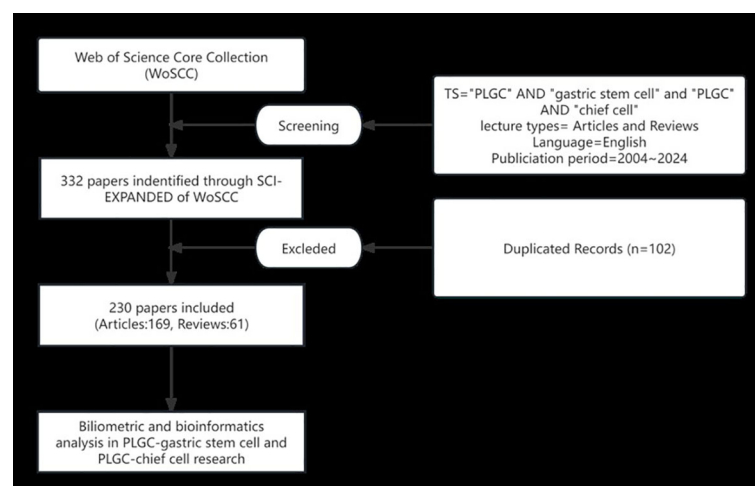 Web of Science Core Collection
(WoSCC)
TS="PLGC" AND "gastric stem cell" and "PLGC"
AND "chief cell"
lecture types= Articles and Reviews
Language=English
Publiciation period=2004~2024
Screening
332 papers indentified through SCI-
EXPANDED of WoSCC
Excleded
Duplicated Records (n=102)
230 papers included
(Articles:169, Reviews:61)
Biliometric and bioinformatics
analysis in PLGC-gastric stem cell and
PLGC-chief cell research